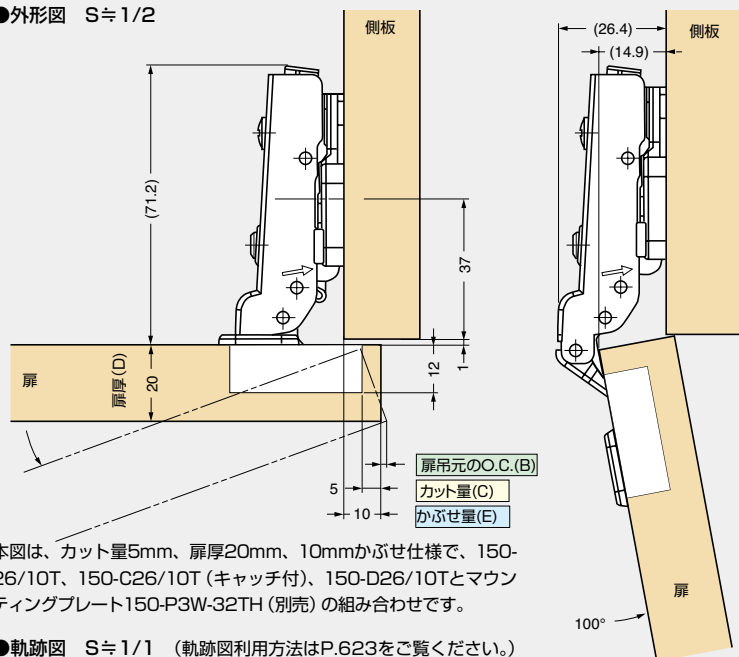 ●外形図 S≒1/2
側板
(26.4)
側板
(14.9)
(71.2)
37
扉
扉厚(D)
20
12
1
扉吊元のO.C.(B)
5
カット量(C)
10
かぶせ量(E)
本図は、カット量5mm、扉厚20mm、10mmかぶせ仕様で、150-
26/10T、150-C26/10T（キャッチ付）、150-D26/10Tとマウン
ティングプレート150-P3W-32TH（別売）の組み合わせです。
扉
100°
●軌跡図 S≒1/1 （軌跡図利用方法はP.623をご覧ください。）